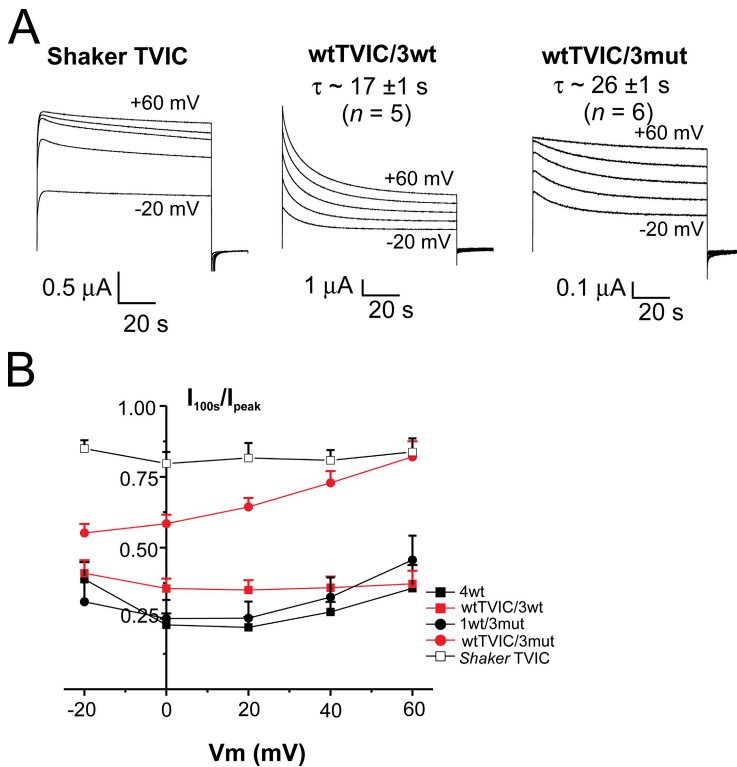 A
Shaker TVIC
wtTVIC/3wt
wtTVIC/3mut
τ ~ 17 ±1 s
(n = 5)
τ ~ 26 ±1 s
(n = 6)
+60 mV
-20 mV
+60 mV
-20 mV
+60 mV
-20 mV
0.5 μA
20 s
1 μA
20 s
0.1 μA
20 s
B
I100s/Ipeak
1.00
0.75
0.50
0.25
4wt
wtTVIC/3wt
1wt/3mut
wtTVIC/3mut
Shaker TVIC
-20 0 20 40 60
Vm (mV)